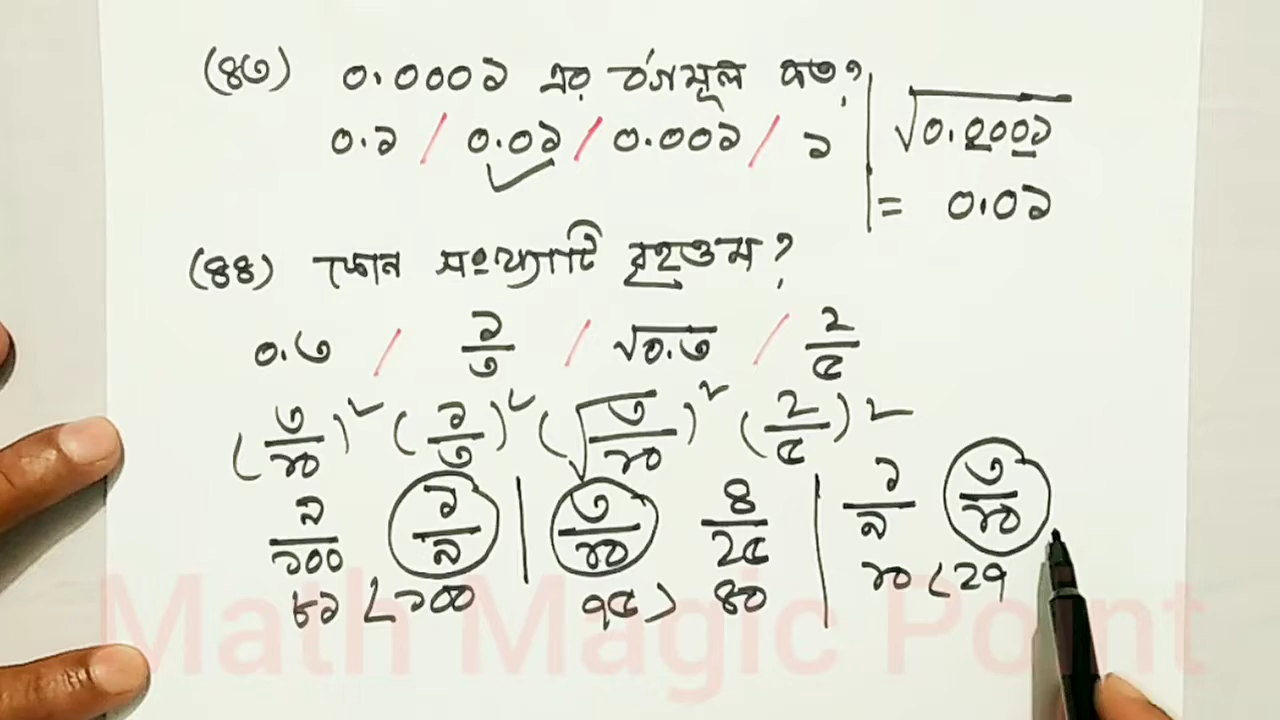 (৪৩) ০.০০০১ এর বর্গমূল কত?
০.১ / ০.০১ / ০.০০১ / ১
√০.০০০১
= ০.০১
(৪৪) কোন সংখ্যাটি বৃহত্তম?
০.৩ / ১/৩ / √০.৩ / ২/৫
(৩/১০)² (১/৩)² (√৩/১০)² (২/৫)²
৯/১০০ ১/৯ | ৩/১০ ৪/২৫ | ১/৯ ৩/১০
৮১ < ১০০ ৭৫ > ৪০ ১০ < ২৭
Math Magic Point